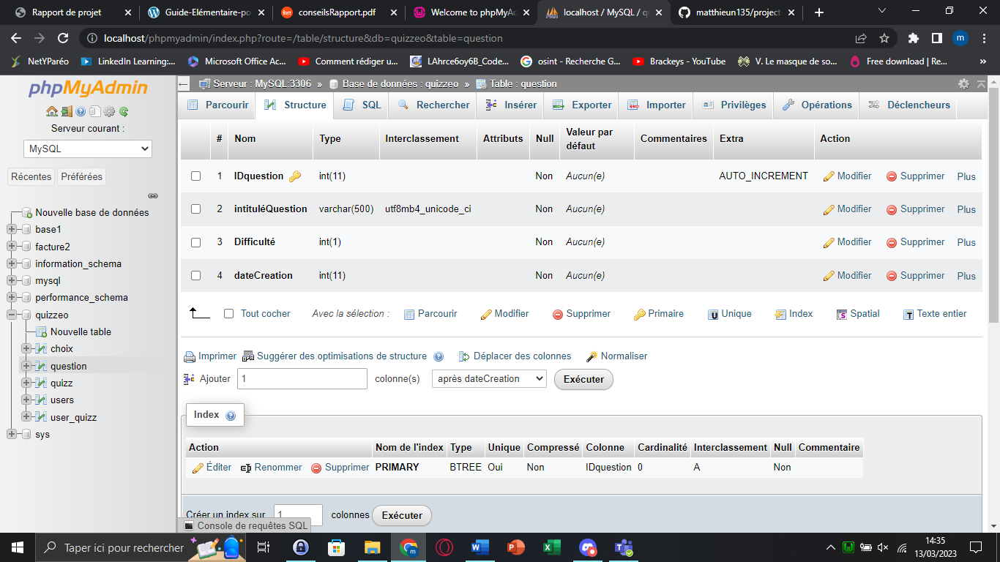 Rapport de projet
Guide-Elémentaire-po
conseilsRapport.pdf
Welcome to phpMyA
localhost / MySQL / q
matthieun135/project
localhost/phpmyadmin/index.php?route=/table/structure&db=quizzeo&table=question
m
NetYParéo
LinkedIn Learning:...
Microsoft Office Ac...
Comment rédiger u...
LAhrce6oy6B_Code...
osint - Recherche G...
Brackeys - YouTube
V. Le masque de so...
Free download | Re...
»
phpMyAdmin
Serveur courant :
MySQL
Récentes Préférées
Nouvelle base de données
base1
facture2
information_schema
mysql
performance_schema
quizzeo
Nouvelle table
choix
question
quizz
users
user_quizz
sys
Serveur : MySQL:3306 » Base de données : quizzeo » Table : question
Parcourir Structure SQL Rechercher Insérer Exporter Importer Privilèges Opérations Déclencheurs
# Nom Type Interclassement Attributs Null Valeur par défaut Commentaires Extra Action
1 IDquestion int(11) Non Aucun(e) AUTO_INCREMENT Modifier Supprimer Plus
2 intituléQuestion varchar(500) utf8mb4_unicode_ci Non Aucun(e) Modifier Supprimer Plus
3 Difficulté int(1) Non Aucun(e) Modifier Supprimer Plus
4 dateCreation int(11) Non Aucun(e) Modifier Supprimer Plus
Tout cocher Avec la sélection : Parcourir Modifier Supprimer Primaire Unique Index Spatial Texte entier
Imprimer Suggérer des optimisations de structure Déplacer des colonnes Normaliser
Ajouter 1 colonne(s) après dateCreation Exécuter
Index
Action Nom de l'index Type Unique Compressé Colonne Cardinalité Interclassement Null Commentaire
Éditer Renommer Supprimer PRIMARY BTREE Oui Non IDquestion 0 A Non
Créer un index sur 1 colonnes Exécuter
Console de requêtes SQL
Taper ici pour rechercher
14:35
13/03/2023